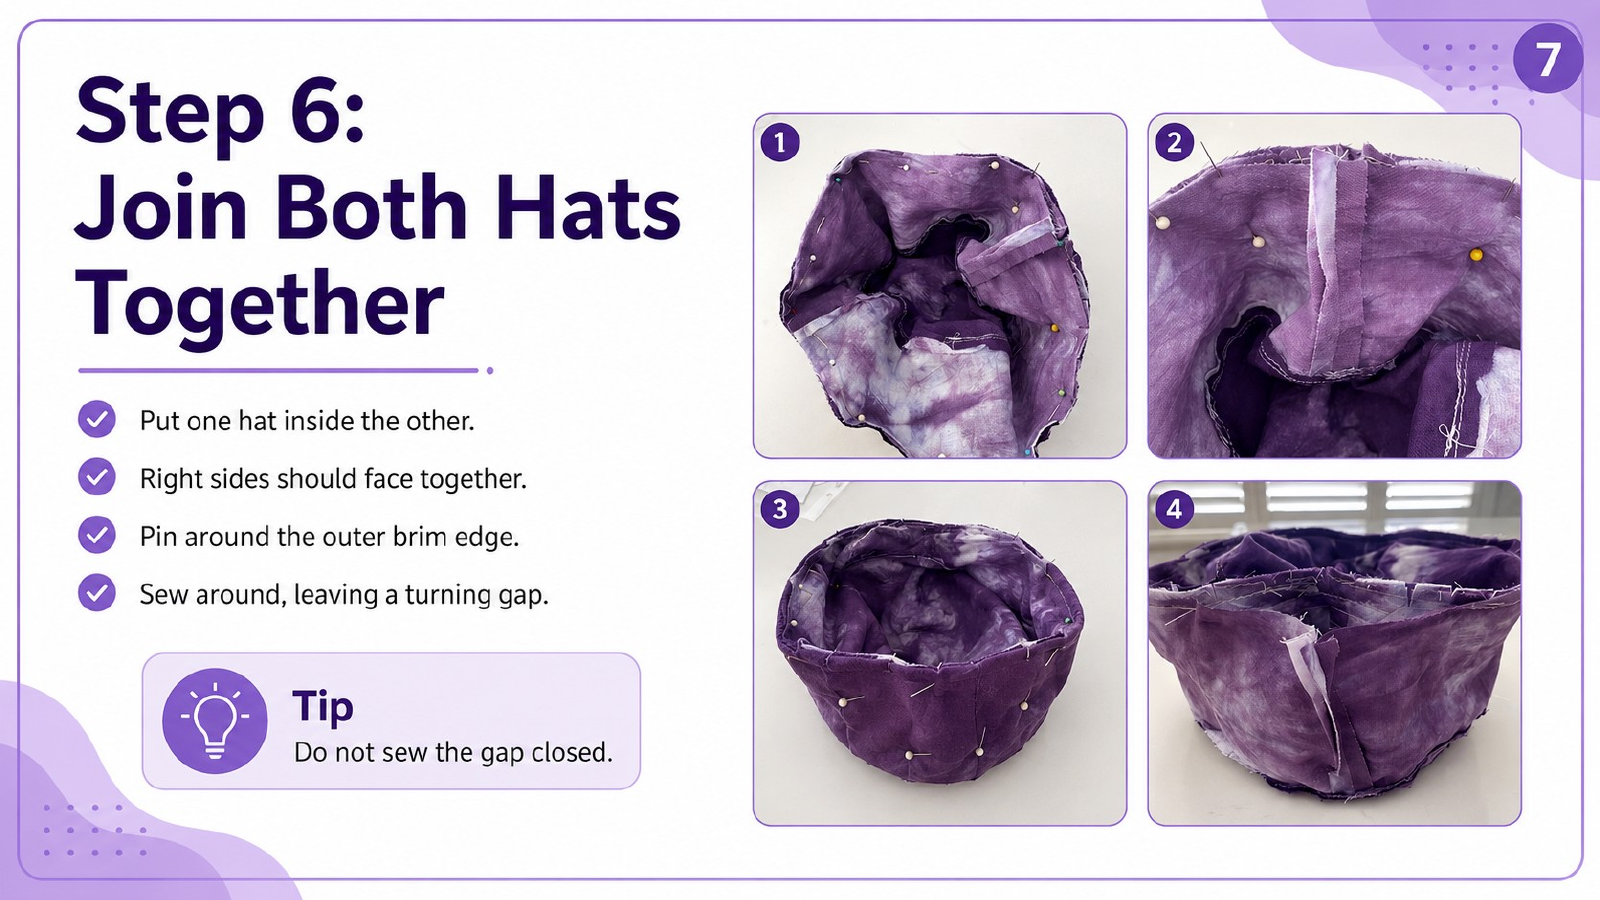 7
Step 6:
Join Both Hats
Together
Put one hat inside the other.
Right sides should face together.
Pin around the outer brim edge.
Sew around, leaving a turning gap.
Tip
Do not sew the gap closed.
1
2
3
4